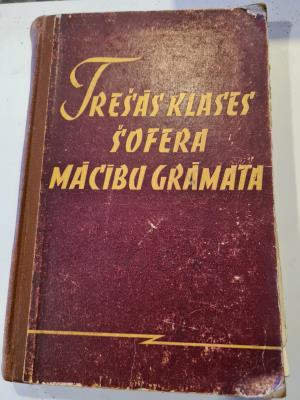 TREŠĀS KLASES
ŠOFERA
MĀCĪBU GRĀMATA